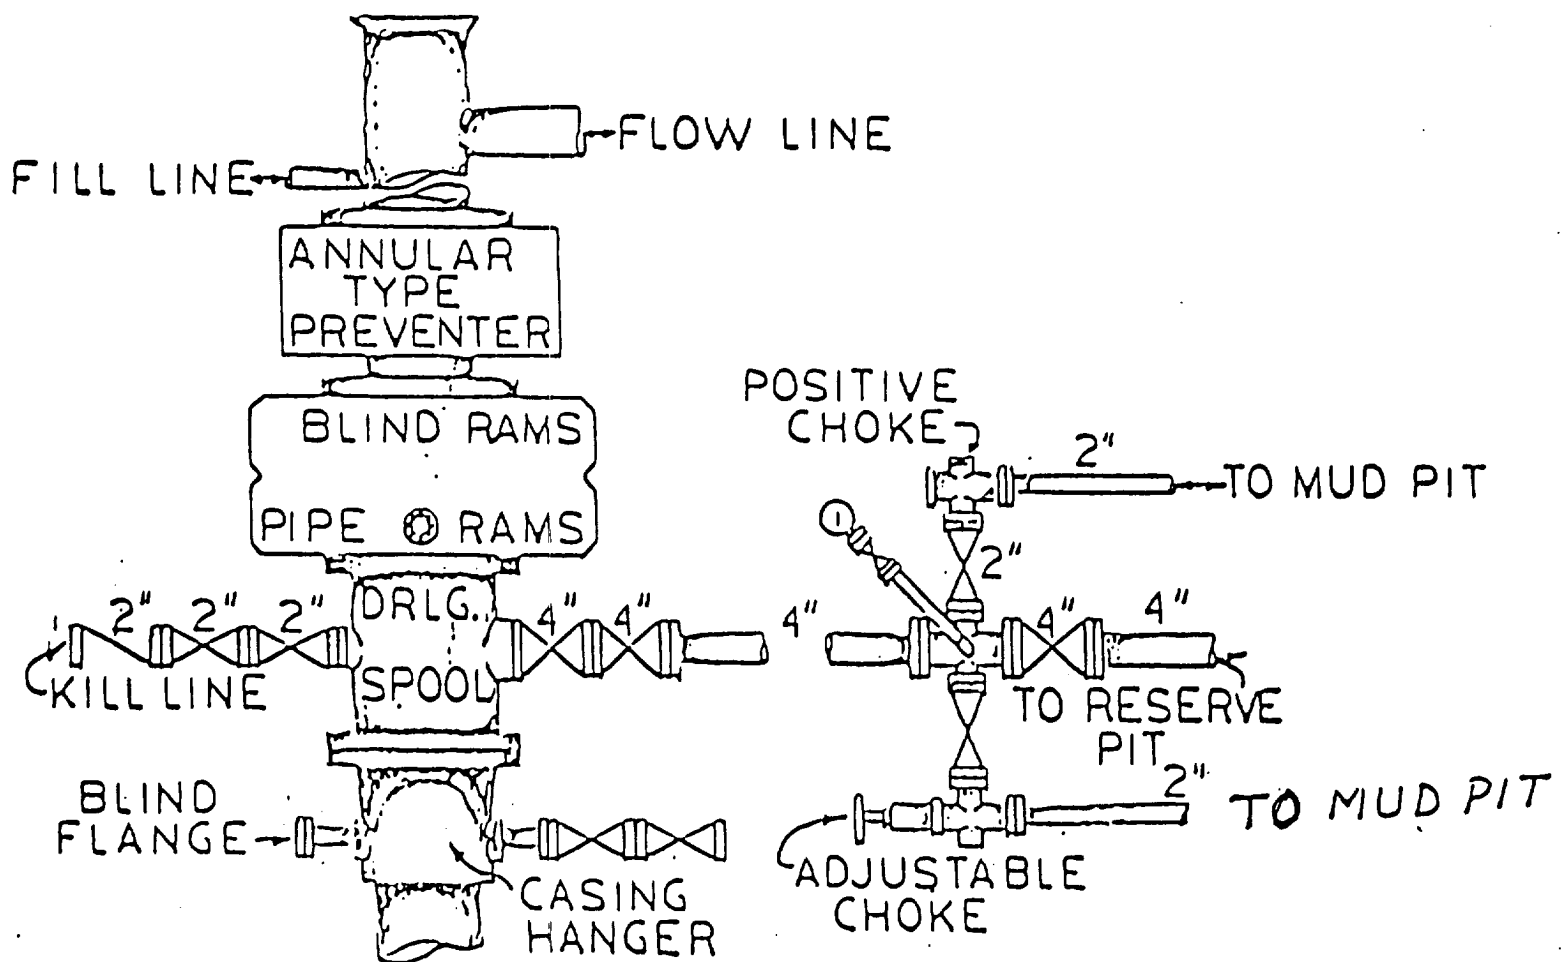 FLOW LINE
FILL LINE
ANNULAR
TYPE
PREVENTER
BLIND RAMS
PIPE RAMS
DRLG.
SPOOL
2" 2" 2"
KILL LINE
4" 4"
4"
BLIND
FLANGE
CASING
HANGER
POSITIVE
CHOKE
2"
TO MUD PIT
2"
4"
4"
TO RESERVE
PIT
2"
TO MUD PIT
ADJUSTABLE
CHOKE